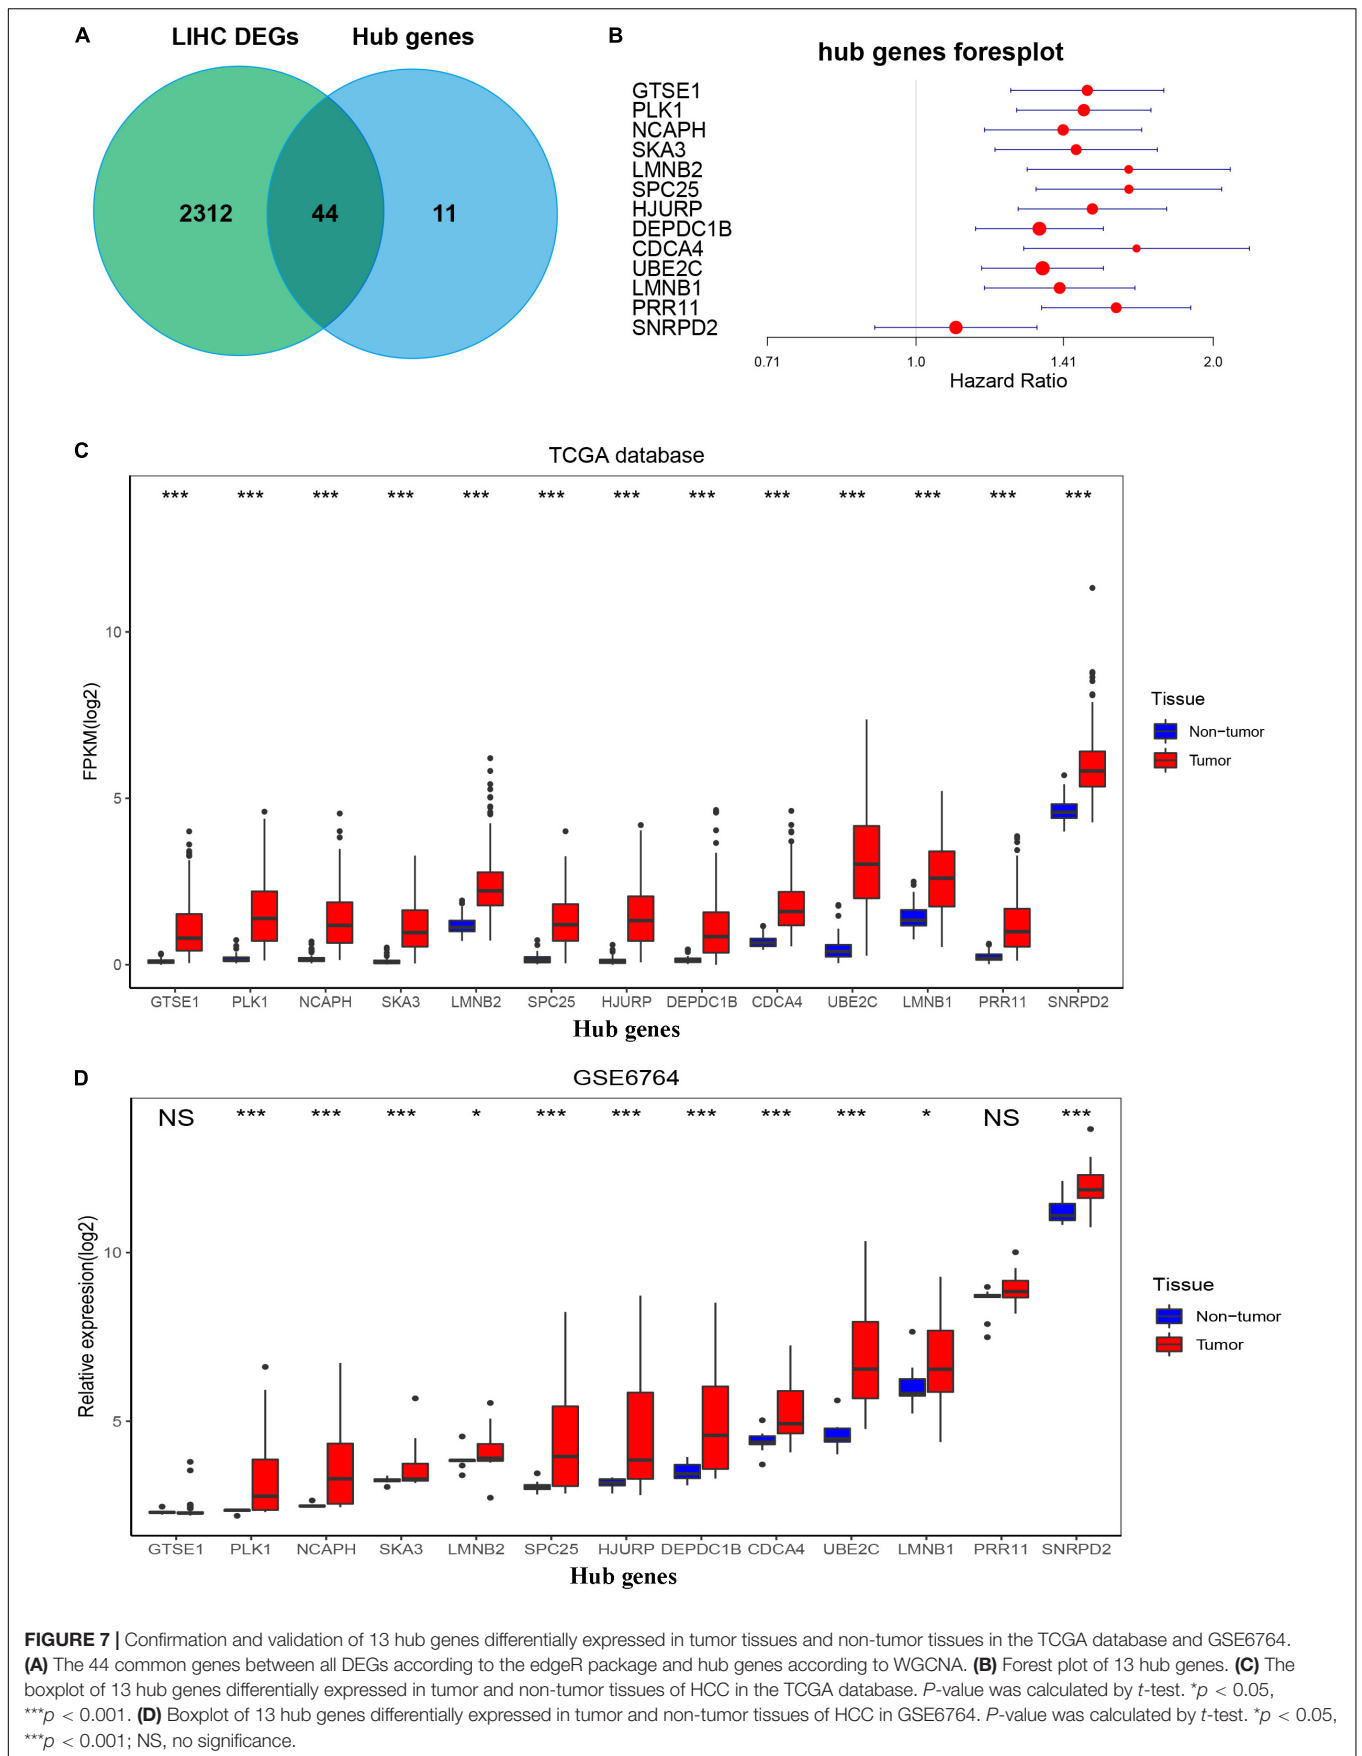 A
LIHC DEGs
Hub genes
2312
44
11
B
hub genes foresplot
GTSE1
PLK1
NCAPH
SKA3
LMNB2
SPC25
HJURP
DEPDC1B
CDCA4
UBE2C
LMNB1
PRR11
SNRPD2
0.71 1.0 1.41 2.0
Hazard Ratio
C
TCGA database
*** *** *** *** *** *** *** *** *** *** *** *** ***
FPKM(log2)
10
5
0
GTSE1 PLK1 NCAPH SKA3 LMNB2 SPC25 HJURP DEPDC1B CDCA4 UBE2C LMNB1 PRR11 SNRPD2
Hub genes
Tissue
Non-tumor
Tumor
D
GSE6764
NS *** *** *** * *** *** *** *** *** * NS ***
Relative expreesion(log2)
10
5
GTSE1 PLK1 NCAPH SKA3 LMNB2 SPC25 HJURP DEPDC1B CDCA4 UBE2C LMNB1 PRR11 SNRPD2
Hub genes
Tissue
Non-tumor
Tumor
FIGURE 7 | Confirmation and validation of 13 hub genes differentially expressed in tumor tissues and non-tumor tissues in the TCGA database and GSE6764.
(A) The 44 common genes between all DEGs according to the edgeR package and hub genes according to WGCNA. (B) Forest plot of 13 hub genes. (C) The
boxplot of 13 hub genes differentially expressed in tumor and non-tumor tissues of HCC in the TCGA database. P-value was calculated by t-test. *p < 0.05,
***p < 0.001. (D) Boxplot of 13 hub genes differentially expressed in tumor and non-tumor tissues of HCC in GSE6764. P-value was calculated by t-test. *p < 0.05,
***p < 0.001; NS, no significance.